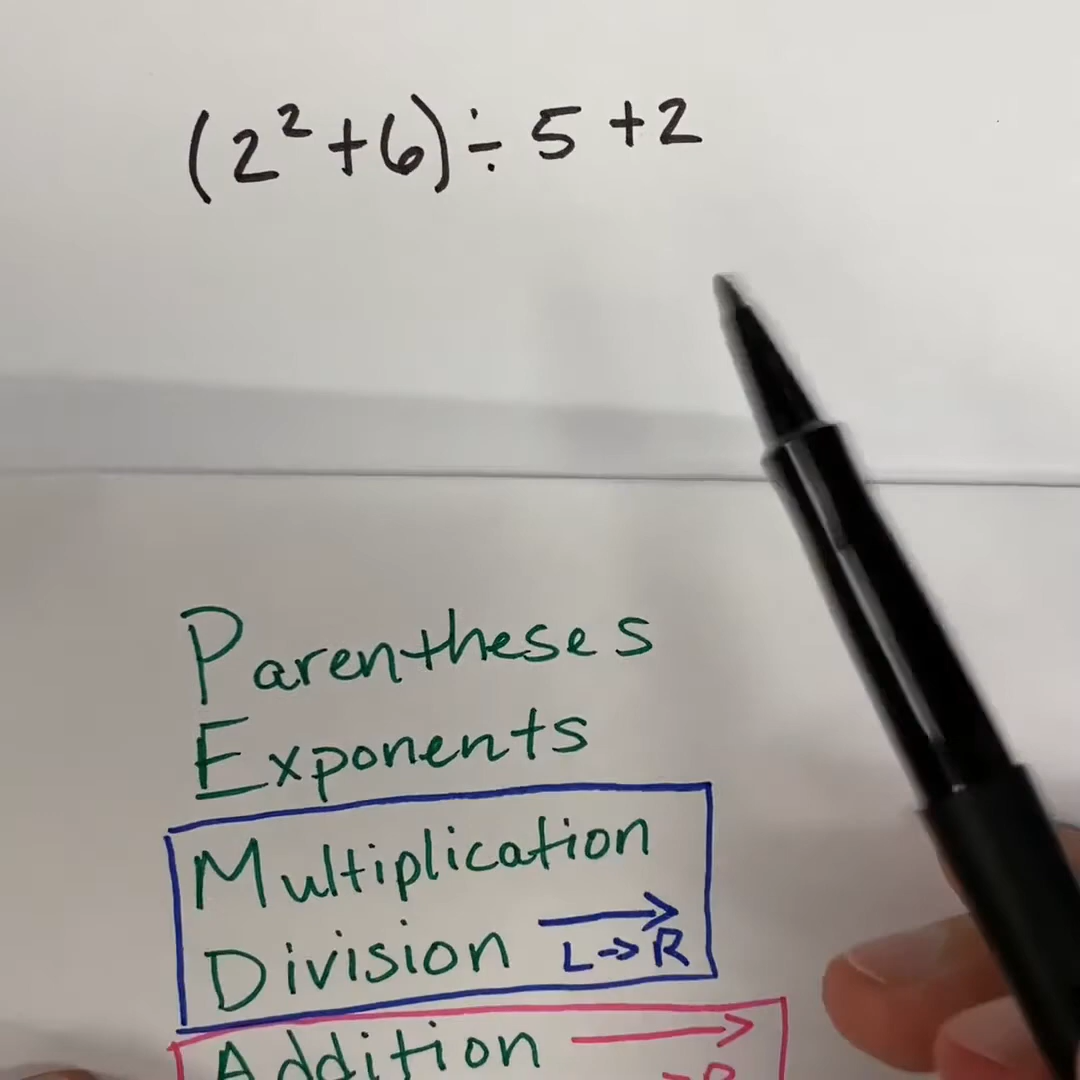 (2²+6)÷5+2
Parentheses
Exponents
Multiplication
Division L→R
Addition